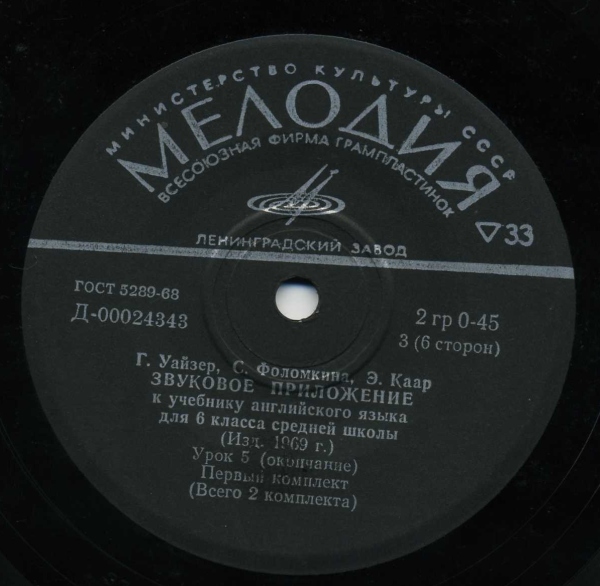 МИНИСТЕРСТВО КУЛЬТУРЫ СССР
МЕЛОДИЯ
ВСЕСОЮЗНАЯ ФИРМА ГРАМПЛАСТИНОК
ЛЕНИНГРАДСКИЙ ЗАВОД
33
ГОСТ 5289-68
Д-00024343
2 гр 0-45
3 (6 сторон)
Г. Уайзер, С. Фоломкина, Э. Каар
ЗВУКОВОЕ ПРИЛОЖЕНИЕ
к учебнику английского языка
для 6 класса средней школы
(Изд. 1969 г.)
Урок 5 (окончание)
Первый комплект
(Всего 2 комплекта)